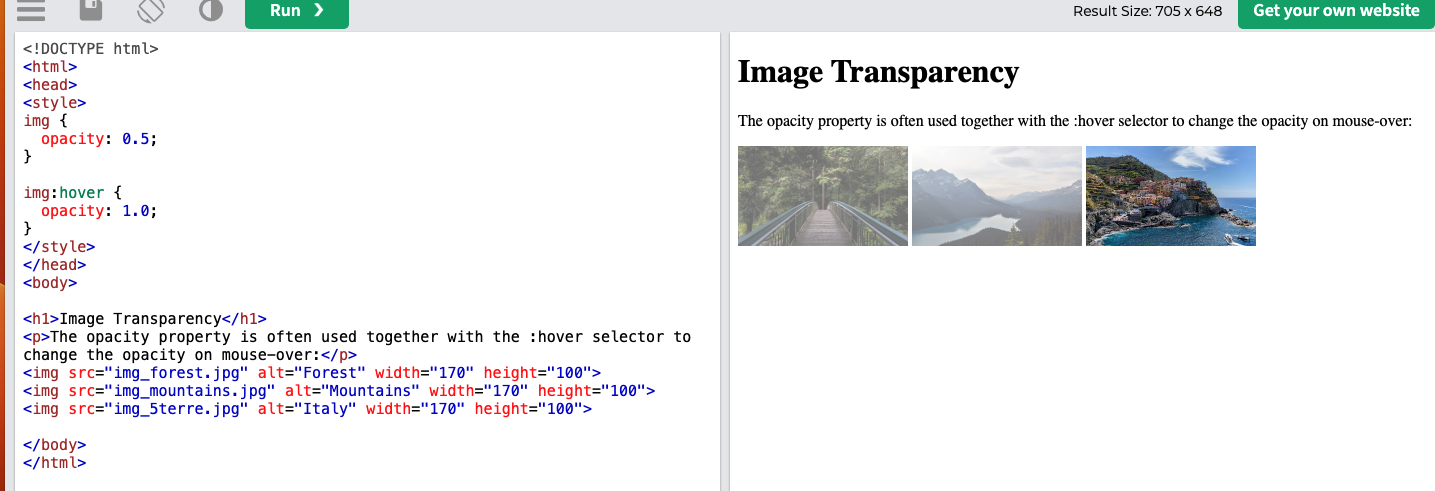 Run ❯
Result Size: 705 x 648
Get your own website
<!DOCTYPE html>
<html>
<head>
<style>
img {
  opacity: 0.5;
}

img:hover {
  opacity: 1.0;
}
</style>
</head>
<body>

<h1>Image Transparency</h1>
<p>The opacity property is often used together with the :hover selector to
change the opacity on mouse-over:</p>
<img src="img_forest.jpg" alt="Forest" width="170" height="100">
<img src="img_mountains.jpg" alt="Mountains" width="170" height="100">
<img src="img_5terre.jpg" alt="Italy" width="170" height="100">

</body>
</html>
Image Transparency
The opacity property is often used together with the :hover selector to change the opacity on mouse-over: